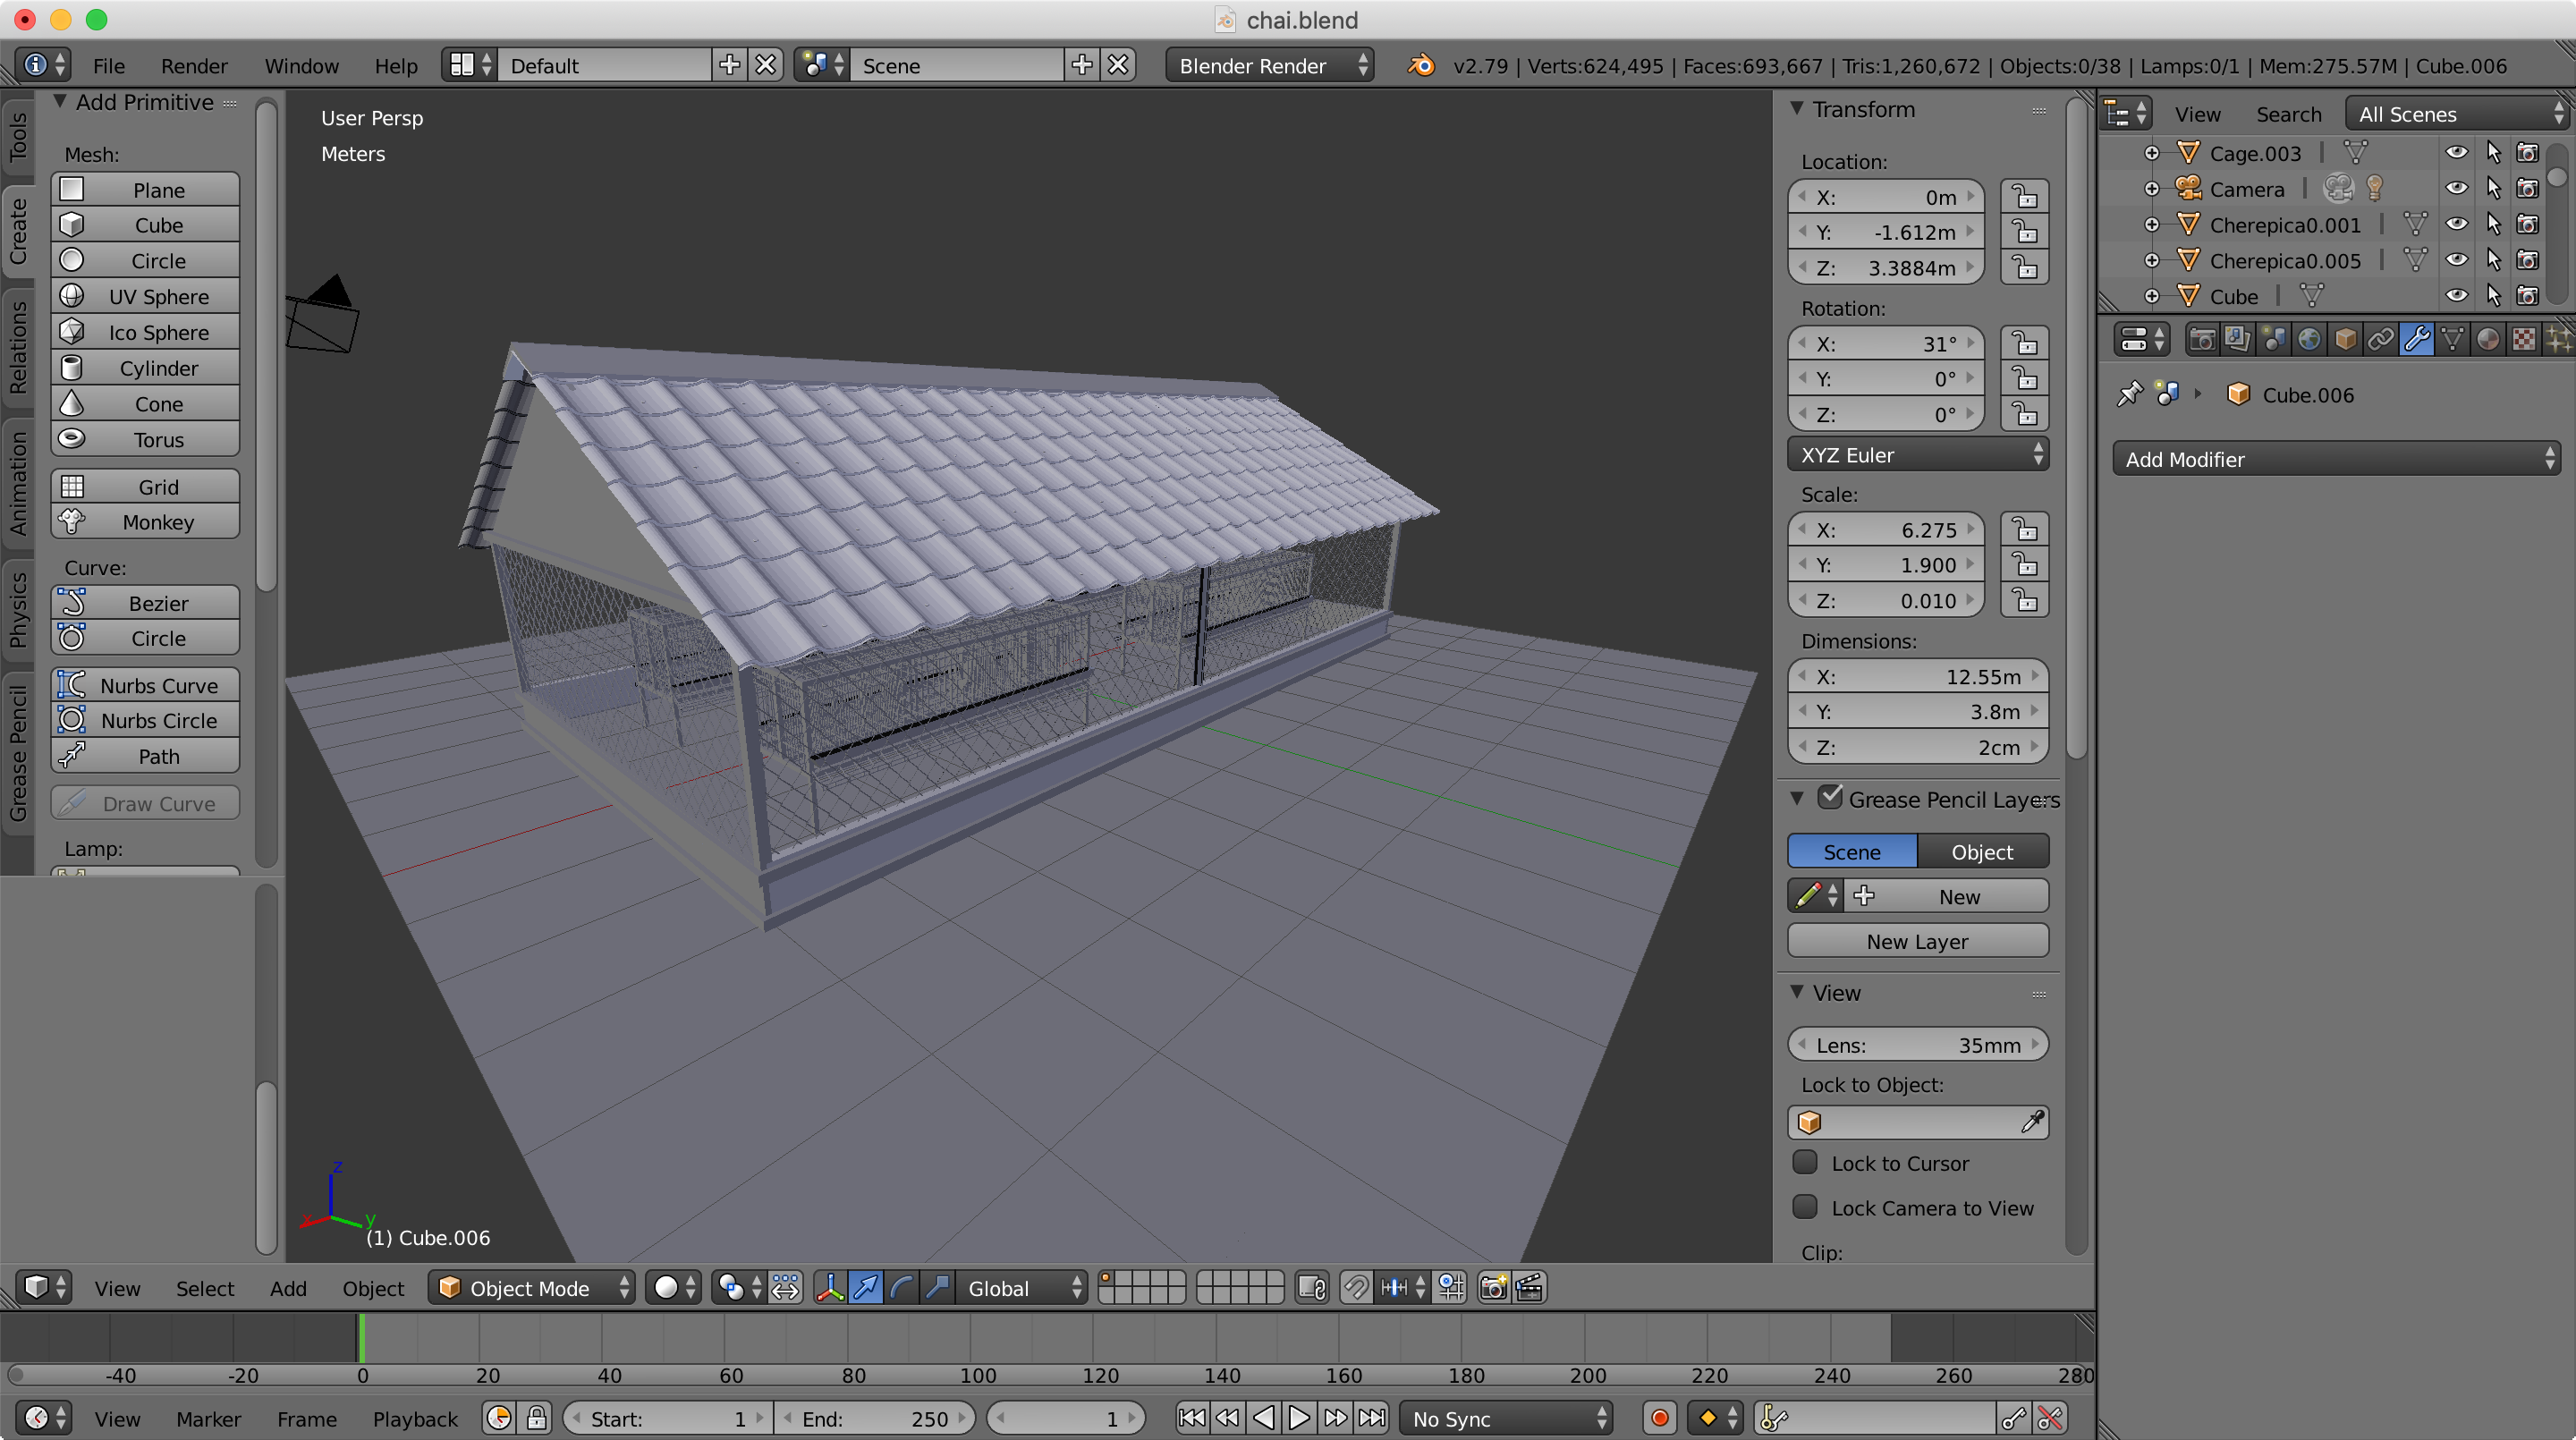 chai.blend
File Render Window Help Default Scene Blender Render v2.79 | Verts:624,495 | Faces:693,667 | Tris:1,260,672 | Objects:0/38 | Lamps:0/1 | Mem:275.57M | Cube.006
Tools
Create
Relations
Animation
Physics
Grease Pencil
Add Primitive
Mesh:
Plane
Cube
Circle
UV Sphere
Ico Sphere
Cylinder
Cone
Torus
Grid
Monkey
Curve:
Bezier
Circle
Nurbs Curve
Nurbs Circle
Path
Draw Curve
Lamp:
User Persp
Meters
z
x
y
(1) Cube.006
Transform
Location:
X: 0m
Y: -1.612m
Z: 3.3884m
Rotation:
X: 31°
Y: 0°
Z: 0°
XYZ Euler
Scale:
X: 6.275
Y: 1.900
Z: 0.010
Dimensions:
X: 12.55m
Y: 3.8m
Z: 2cm
Grease Pencil Layers
Scene Object
New
New Layer
View
Lens: 35mm
Lock to Object:
Lock to Cursor
Lock Camera to View
Clip:
View Search All Scenes
Cage.003
Camera
Cherepica0.001
Cherepica0.005
Cube
Cube.006
Add Modifier
View Select Add Object Object Mode Global
-40 -20 0 20 40 60 80 100 120 140 160 180 200 220 240 260 280
View Marker Frame Playback Start: 1 End: 250 1 No Sync